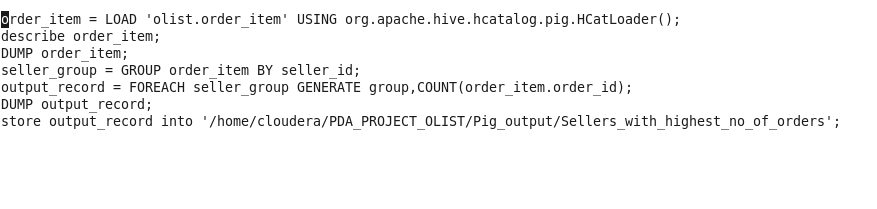 order_item = LOAD 'olist.order_item' USING org.apache.hive.hcatalog.pig.HCatLoader();
describe order_item;
DUMP order_item;
seller_group = GROUP order_item BY seller_id;
output_record = FOREACH seller_group GENERATE group,COUNT(order_item.order_id);
DUMP output_record;
store output_record into '/home/cloudera/PDA_PROJECT_OLIST/Pig_output/Sellers_with_highest_no_of_orders';